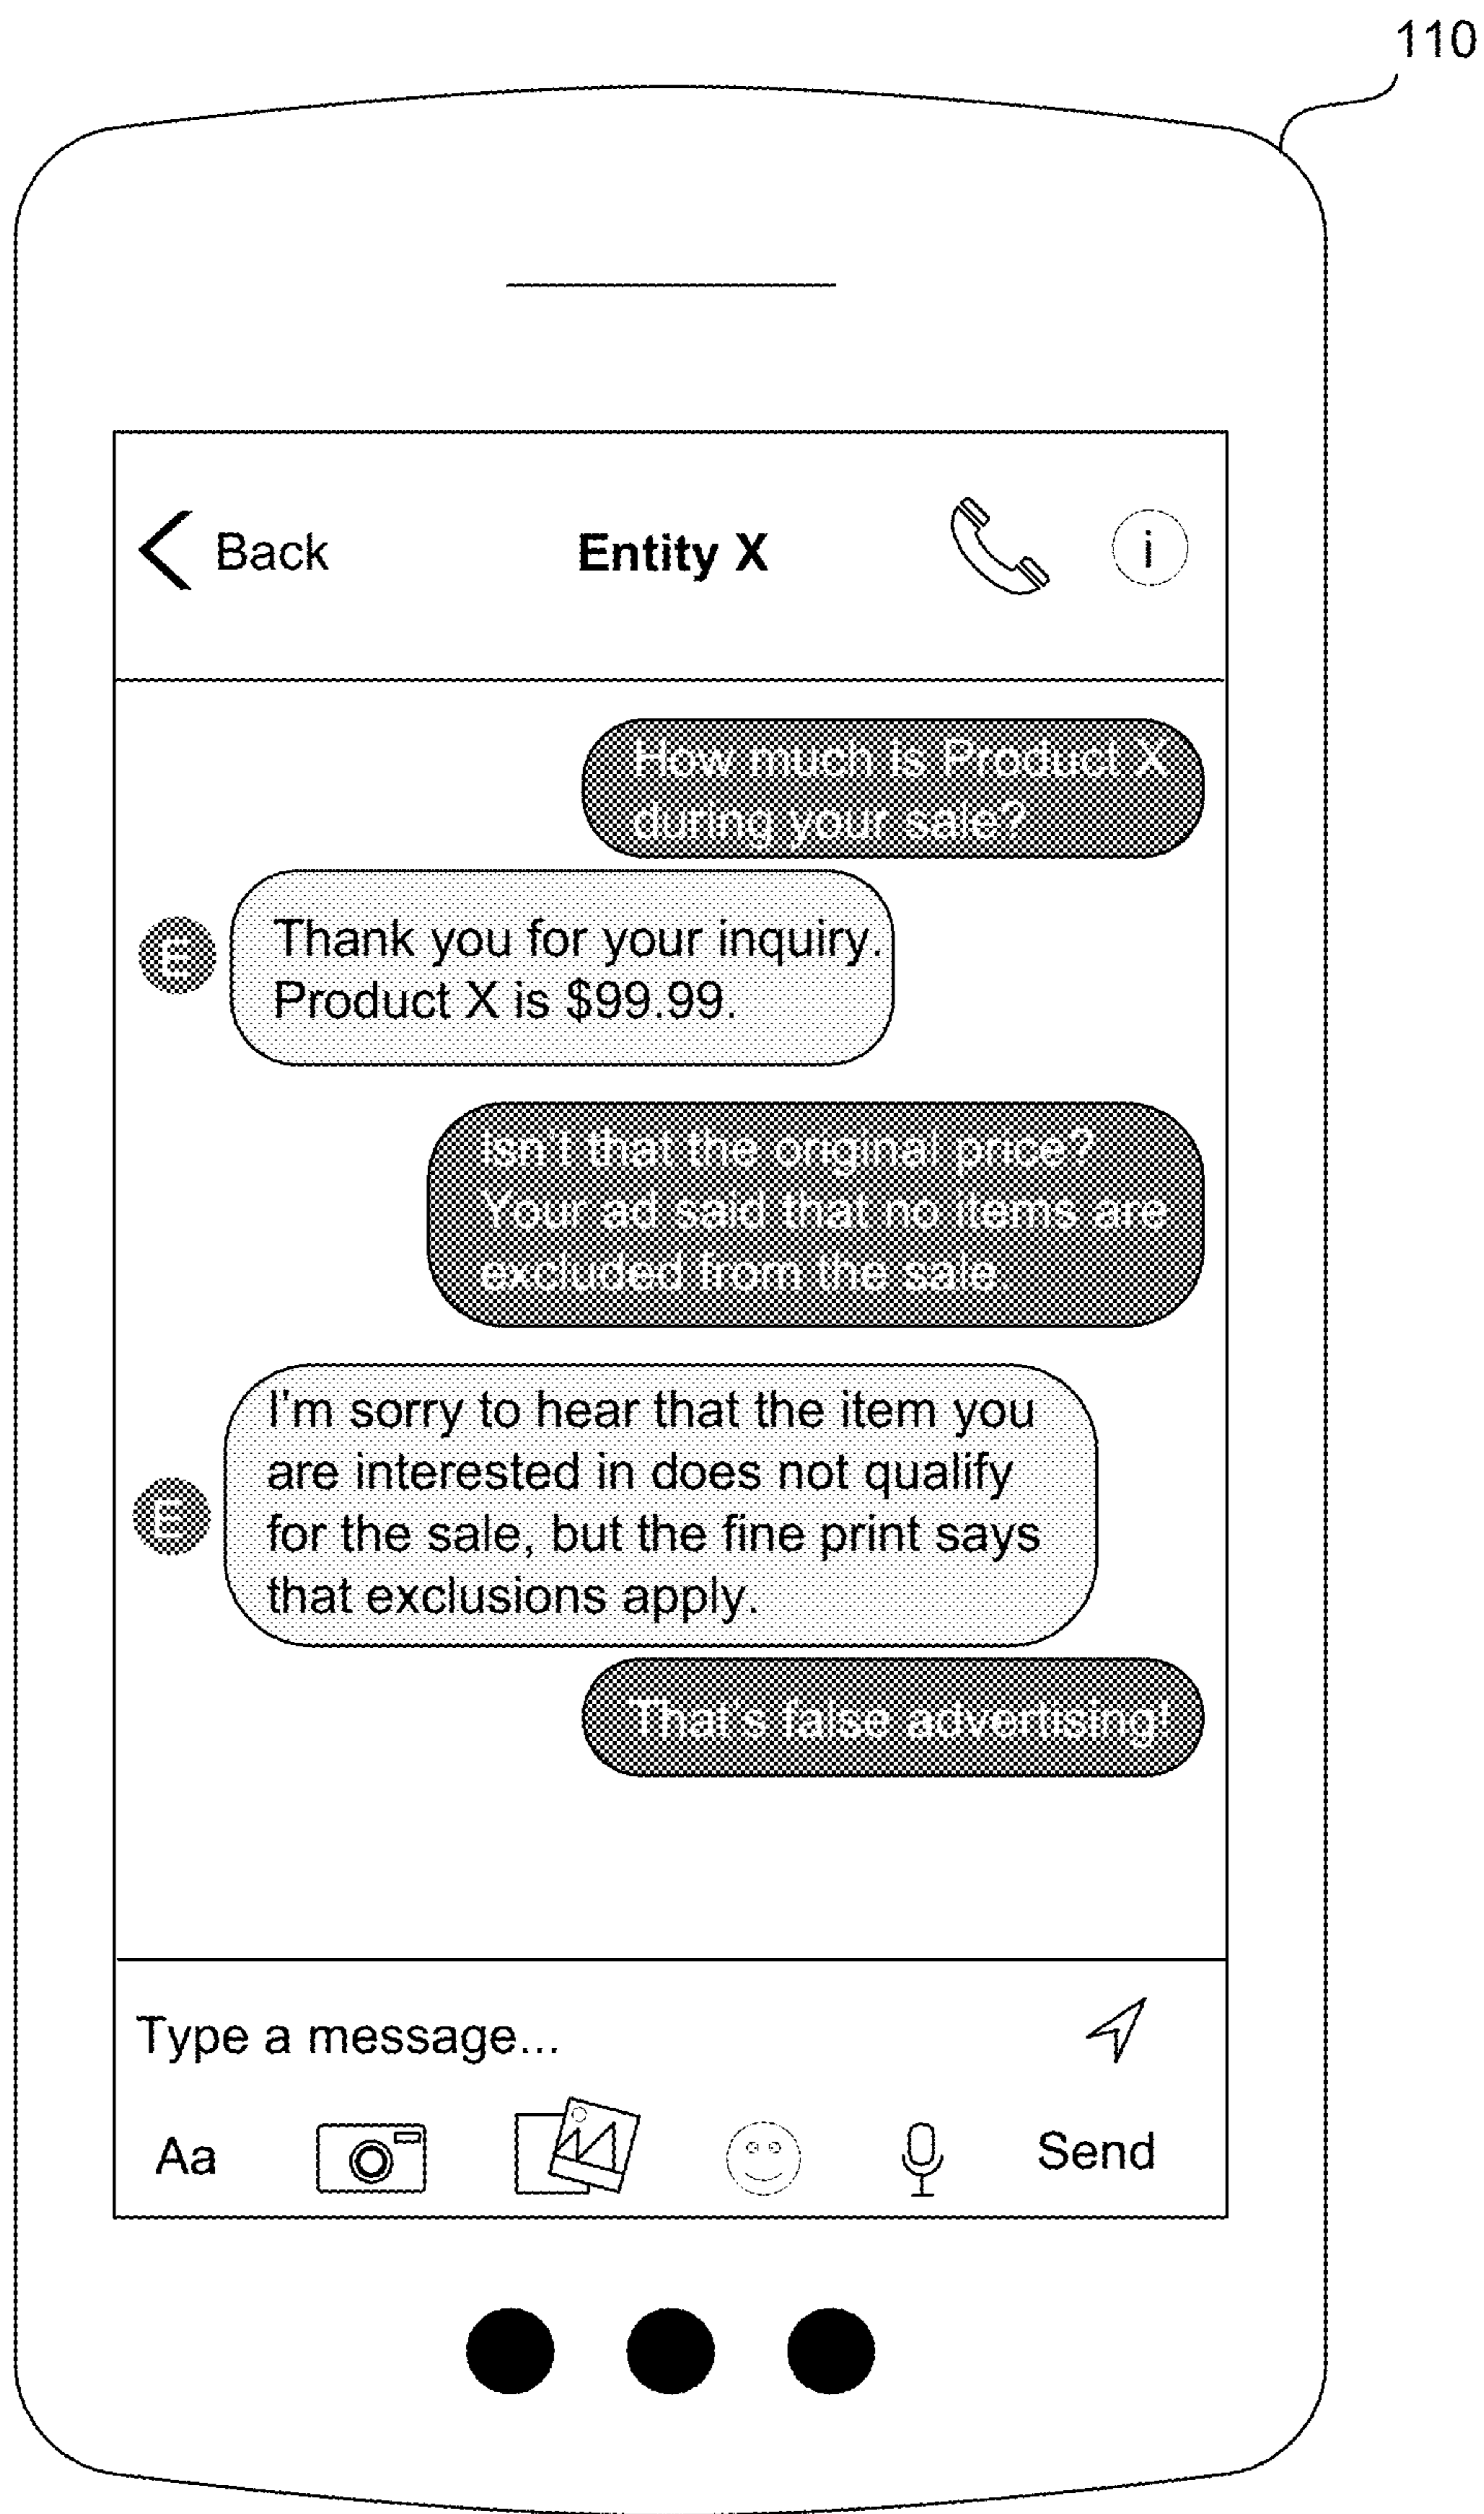 110
Back Entity X i
How much is Product X
during your sale?
E
Thank you for your inquiry.
Product X is $99.99.
Isn't that the original price?
Your ad said that no items are
excluded from the sale.
E
I'm sorry to hear that the item you
are interested in does not qualify
for the sale, but the fine print says
that exclusions apply.
That's false advertising!
Type a message...
Aa Send